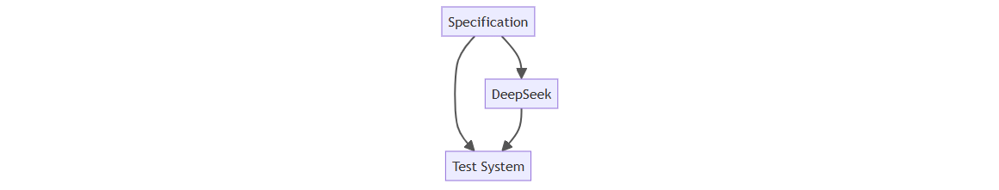 Specification
DeepSeek
Test System